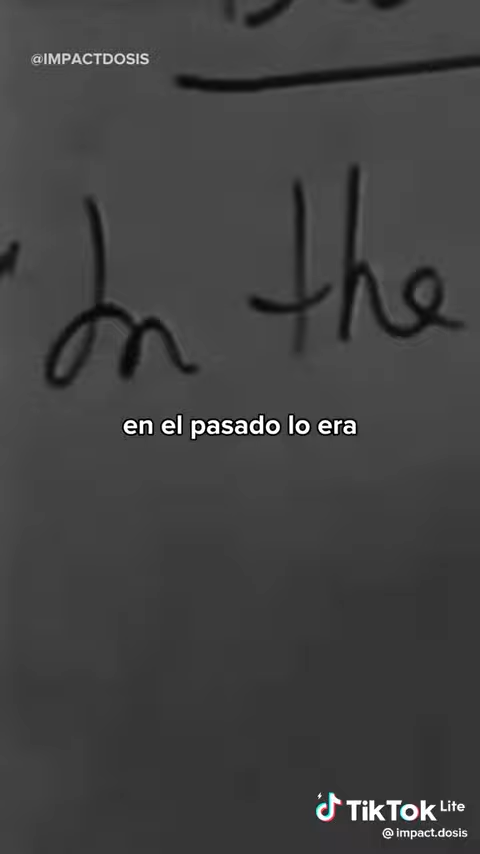 @IMPACTDOSIS
In the
en el pasado lo era
TikTok Lite
@ impact.dosis